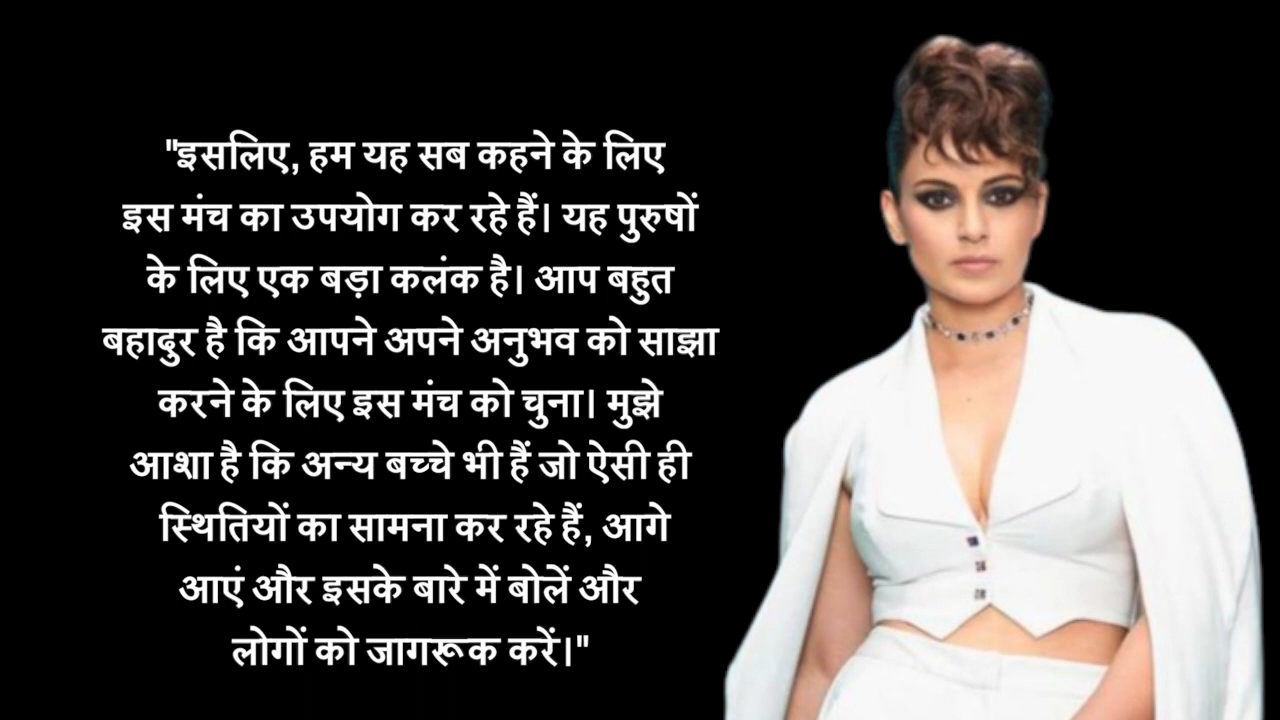 "इसलिए, हम यह सब कहने के लिए
इस मंच का उपयोग कर रहे हैं। यह पुरुषों
के लिए एक बड़ा कलंक है। आप बहुत
बहादुर है कि आपने अपने अनुभव को साझा
करने के लिए इस मंच को चुना। मुझे
आशा है कि अन्य बच्चे भी हैं जो ऐसी ही
स्थितियों का सामना कर रहे हैं, आगे
आएं और इसके बारे में बोलें और
लोगों को जागरूक करें।"